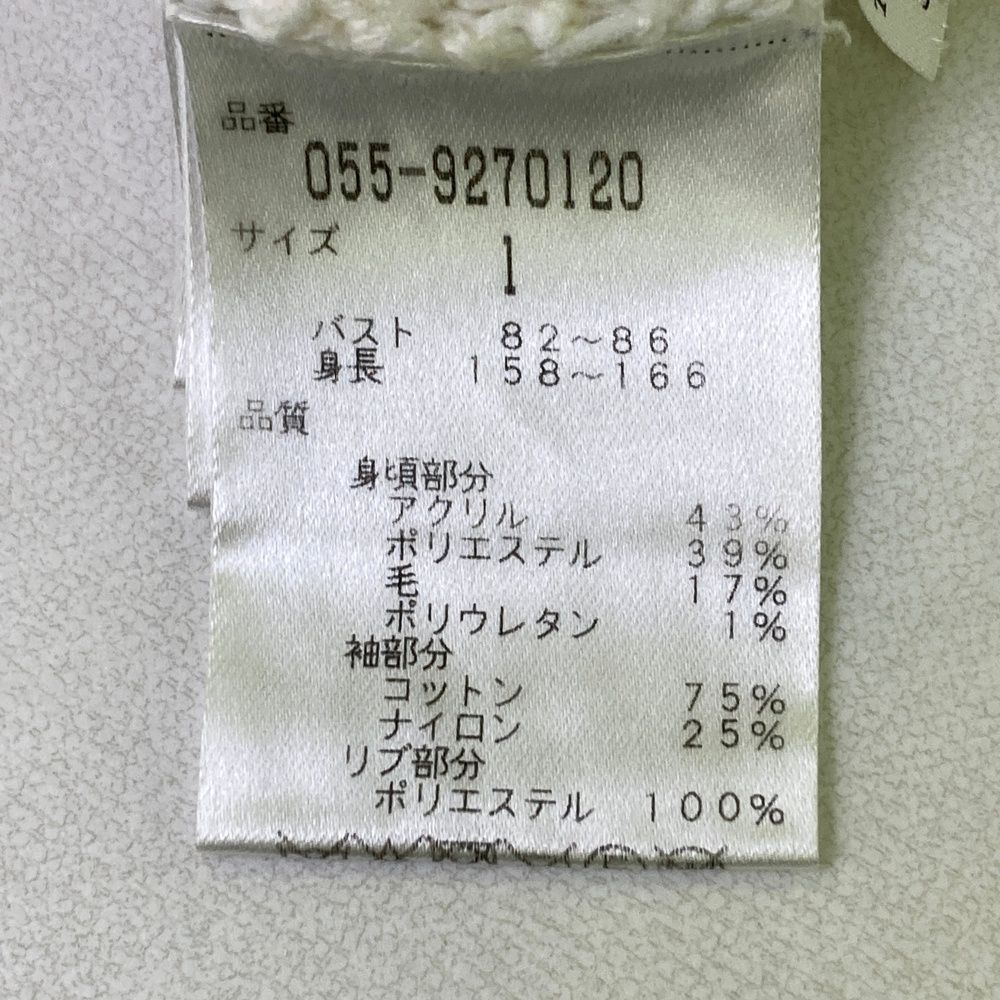 品番
055-9270120
サイズ
1
バスト 82～86
身長 158～166
品質
身頃部分
アクリル 43%
ポリエステル 39%
毛 17%
ポリウレタン 1%
袖部分
コットン 75%
ナイロン 25%
リブ部分
ポリエステル 100%